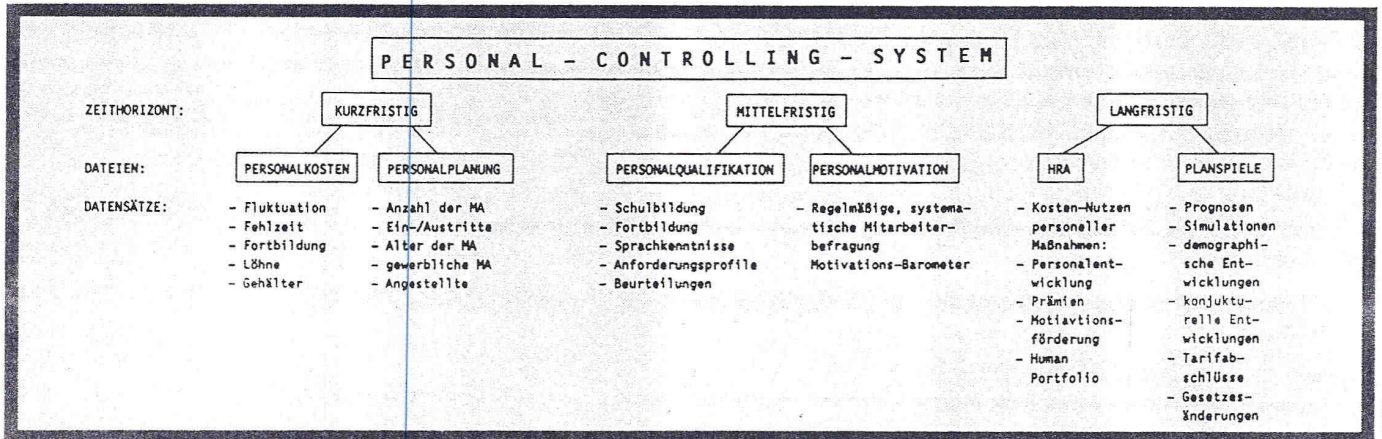 PERSONAL – CONTROLLING – SYSTEM
ZEITHORIZONT:
KURZFRISTIG
MITTELFRISTIG
LANGFRISTIG
DATEIEN:
PERSONALKOSTEN
PERSONALPLANUNG
PERSONALQUALIFIKATION
PERSONALMOTIVATION
HRA
PLANSPIELE
DATENSÄTZE:
– Fluktuation
– Fehlzeit
– Fortbildung
– Löhne
– Gehälter
– Anzahl der MA
– Ein-/Austritte
– Alter der MA
– gewerbliche MA
– Angestellte
– Schulbildung
– Fortbildung
– Sprachkenntnisse
– Anforderungsprofile
– Beurteilungen
– Regelmäßige, systema-
tische Mitarbeiter-
befragung
Motivations-Barometer
– Kosten-Nutzen
personeller
Maßnahmen:
– Personalent-
wicklung
– Prämien
– Motiavtions-
förderung
– Human
Portfolio
– Prognosen
– Simulationen
– demographi-
sche Ent-
wicklungen
– konjuktu-
relle Ent-
wicklungen
– Tarifab-
schlüsse
– Gesetzes-
änderungen